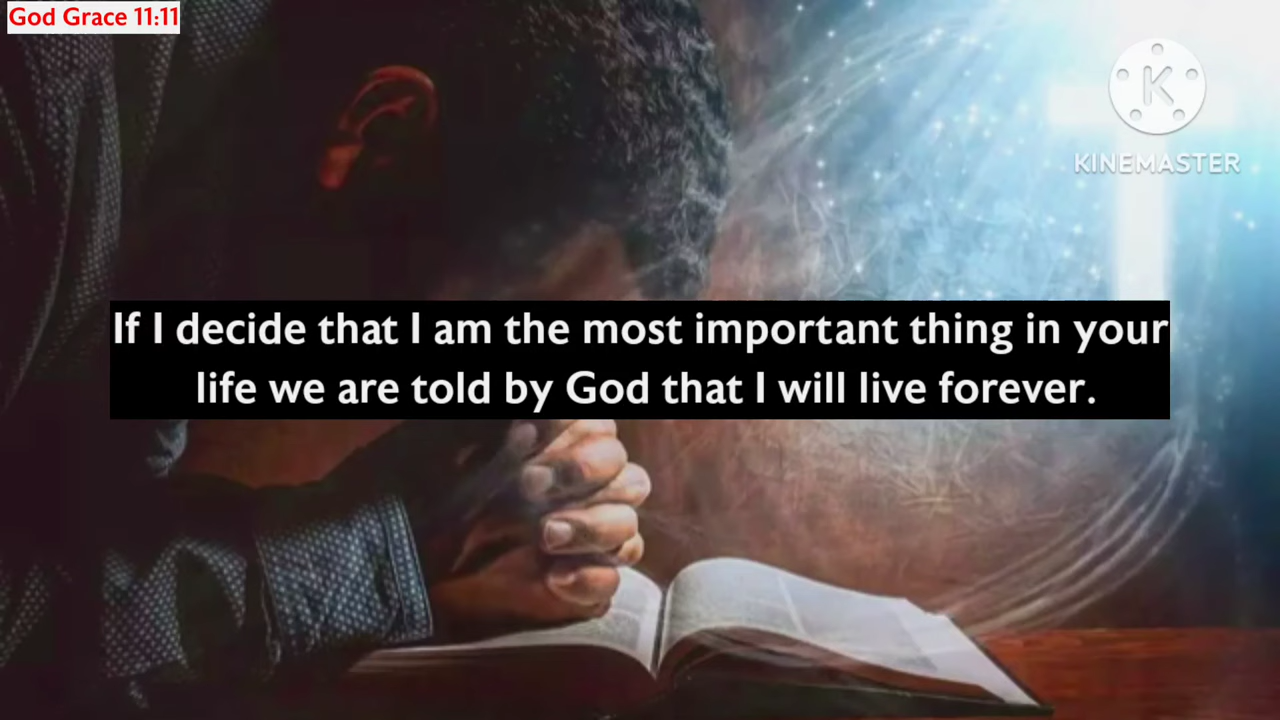 God Grace 11:11
K
KINEMASTER
If I decide that I am the most important thing in your
life we are told by God that I will live forever.